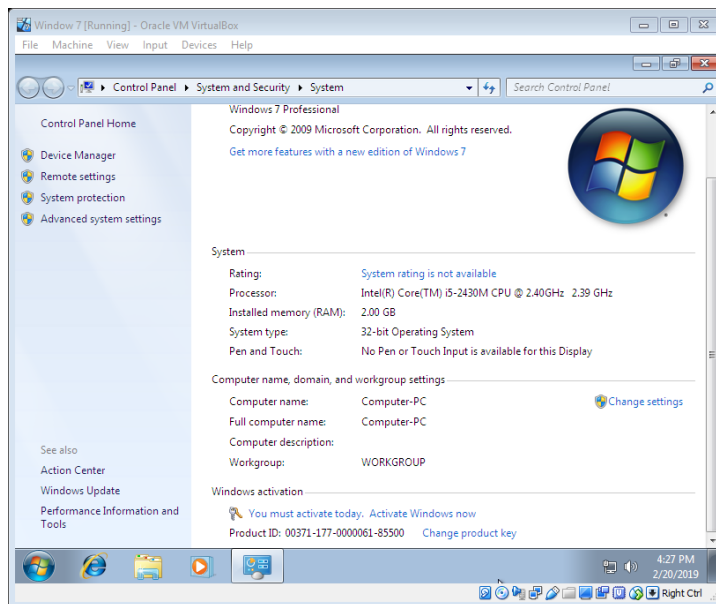 Window 7 [Running] - Oracle VM VirtualBox
File Machine View Input Devices Help
Control Panel System and Security System
Search Control Panel
Control Panel Home
Device Manager
Remote settings
System protection
Advanced system settings
See also
Action Center
Windows Update
Performance Information and
Tools
Windows 7 Professional
Copyright © 2009 Microsoft Corporation. All rights reserved.
Get more features with a new edition of Windows 7
System
Rating: System rating is not available
Processor: Intel(R) Core(TM) i5-2430M CPU @ 2.40GHz 2.39 GHz
Installed memory (RAM): 2.00 GB
System type: 32-bit Operating System
Pen and Touch: No Pen or Touch Input is available for this Display
Computer name, domain, and workgroup settings
Computer name: Computer-PC
Change settings
Full computer name: Computer-PC
Computer description:
Workgroup: WORKGROUP
Windows activation
You must activate today. Activate Windows now
Product ID: 00371-177-0000061-85500 Change product key
4:27 PM
2/20/2019
Right Ctrl